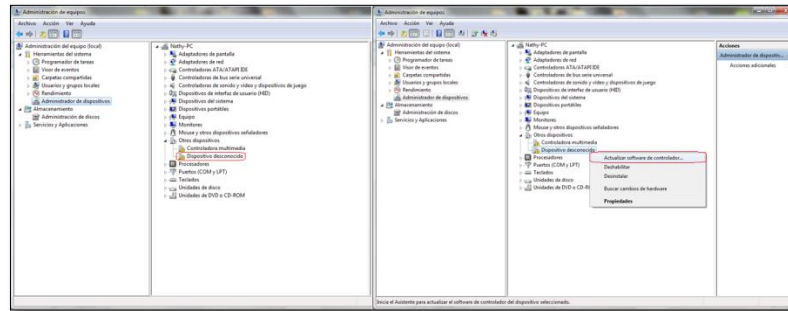 Administración de equipos
Archivo Acción Ver Ayuda
Administración del equipo (local)
Herramientas del sistema
Programador de tareas
Visor de eventos
Carpetas compartidas
Usuarios y grupos locales
Rendimiento
Administrador de dispositivos
Almacenamiento
Administración de discos
Servicios y Aplicaciones
Nathy-PC
Adaptadores de pantalla
Adaptadores de red
Controladoras ATA/ATAPI IDE
Controladoras de bus serie universal
Controladoras de sonido y vídeo y dispositivos de juego
Dispositivos de interfaz de usuario (HID)
Dispositivos del sistema
Dispositivos portátiles
Equipo
Monitores
Mouse y otros dispositivos señaladores
Otros dispositivos
Controladora multimedia
Dispositivo desconocido
Procesadores
Puertos (COM y LPT)
Teclados
Unidades de disco
Unidades de DVD o CD-ROM
Administración de equipos
Archivo Acción Ver Ayuda
Administración del equipo (local)
Herramientas del sistema
Programador de tareas
Visor de eventos
Carpetas compartidas
Usuarios y grupos locales
Rendimiento
Administrador de dispositivos
Almacenamiento
Administración de discos
Servicios y Aplicaciones
Nathy-PC
Adaptadores de pantalla
Adaptadores de red
Controladoras ATA/ATAPI IDE
Controladoras de bus serie universal
Controladoras de sonido y vídeo y dispositivos de juego
Dispositivos de interfaz de usuario (HID)
Dispositivos del sistema
Dispositivos portátiles
Equipo
Monitores
Mouse y otros dispositivos señaladores
Otros dispositivos
Controladora multimedia
Dispositivo desconocido
Procesadores
Puertos (COM y LPT)
Teclados
Unidades de disco
Unidades de DVD o CD-R
Actualizar software de controlador...
Deshabilitar
Desinstalar
Buscar cambios de hardware
Propiedades
Acciones
Administrador de dispositiv...
Acciones adicionales
Inicia el Asistente para actualizar el software de controlador del dispositivo seleccionado.